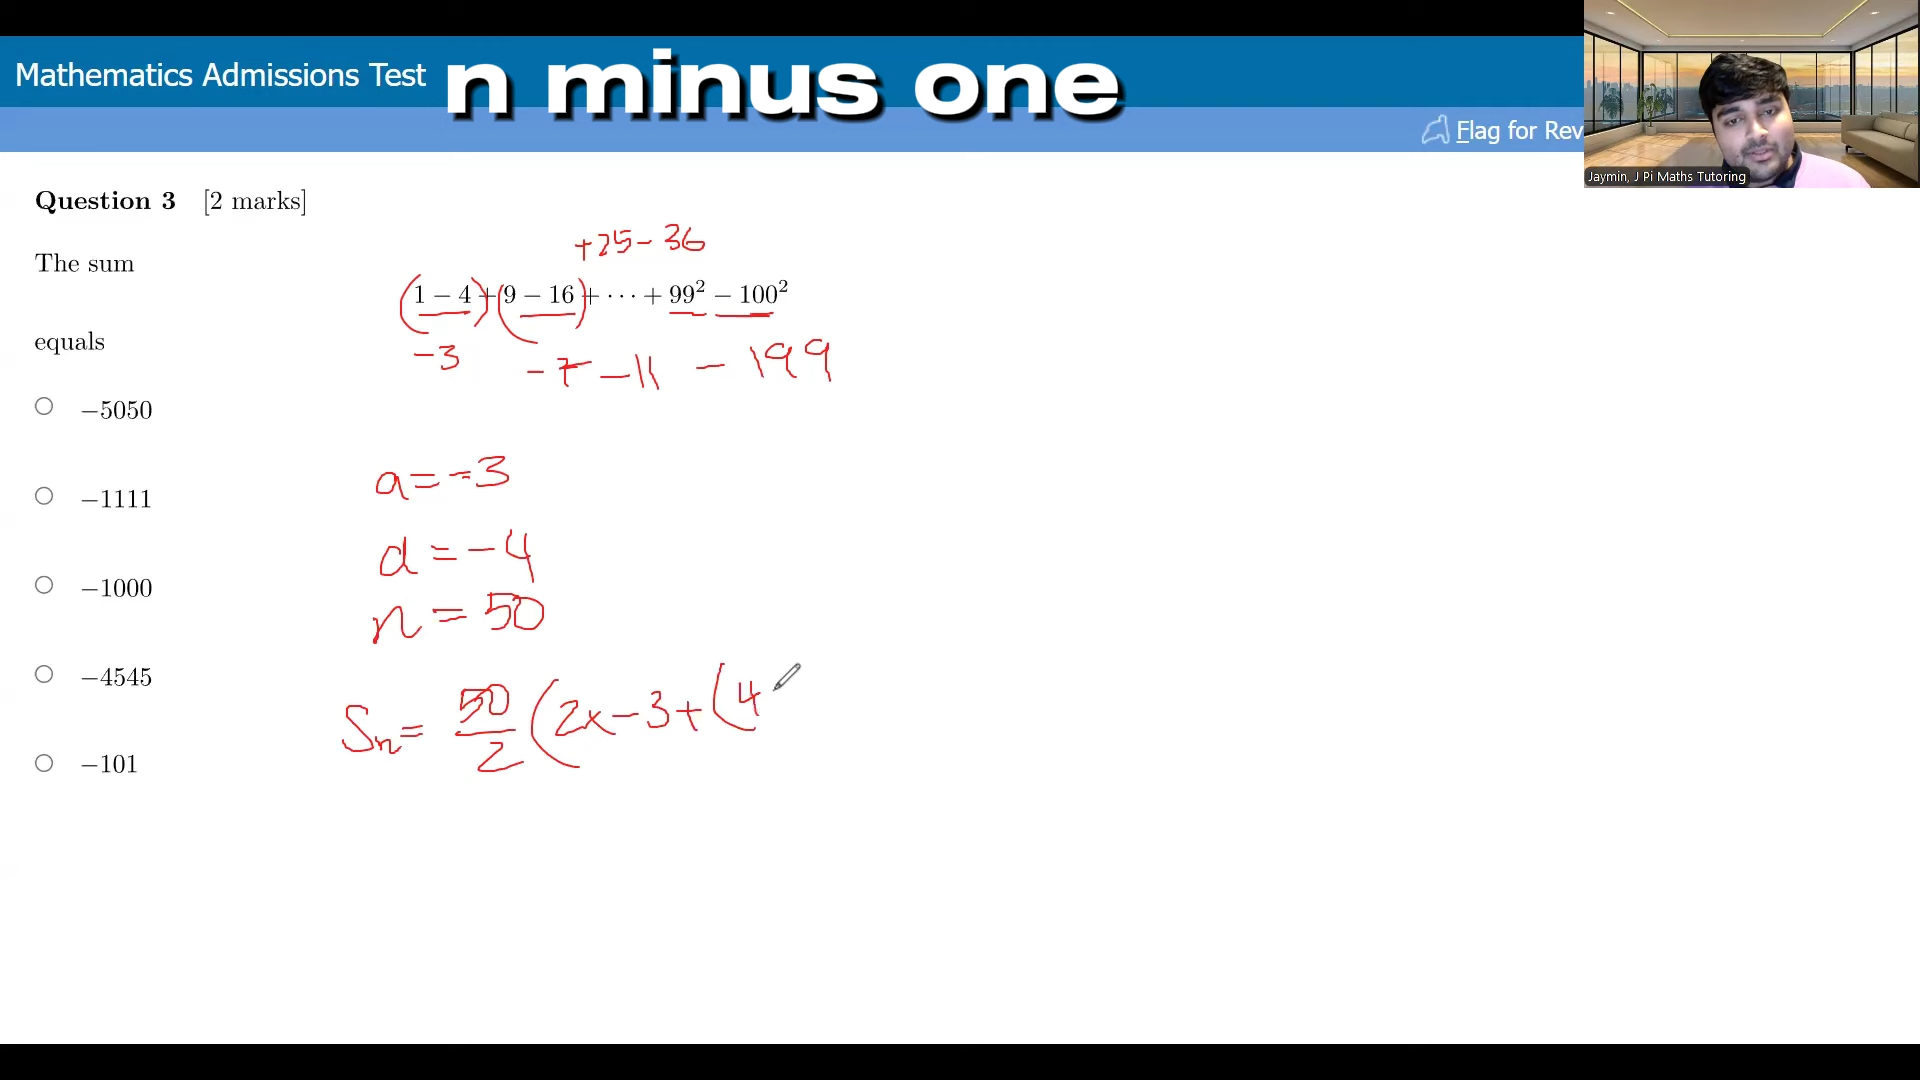 Mathematics Admissions Test
n minus one
Flag for Rev
Jaymin, J Pi Maths Tutoring
Question 3 [2 marks]
The sum
+25-36
(1 − 4)+(9 − 16)+ ··· + 99² − 100²
equals
-3 -7 -11 -199
−5050
−1111
−1000
−4545
−101
a=-3
d=-4
n=50
Sn= 50/2 (2x-3+(4